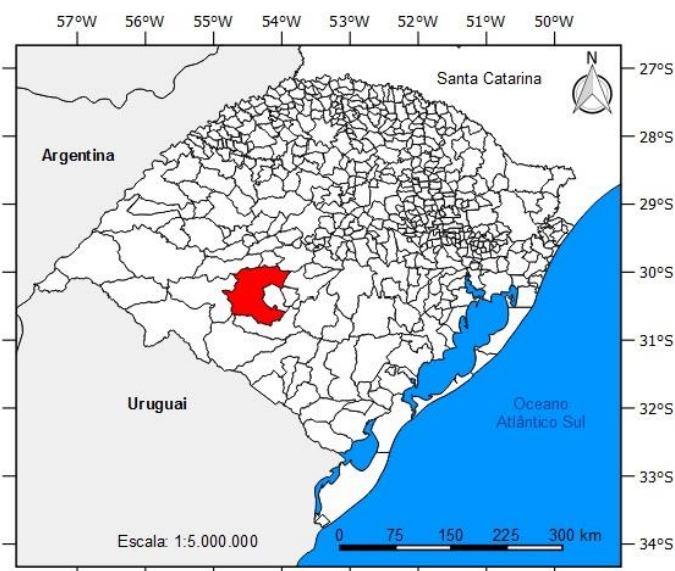 57°W 56°W 55°W 54°W 53°W 52°W 51°W 50°W
N
Santa Catarina
27°S
28°S
Argentina
29°S
30°S
31°S
Uruguai
Oceano
Atlântico Sul
32°S
33°S
Escala: 1:5.000.000
0 75 150 225 300 km
34°S